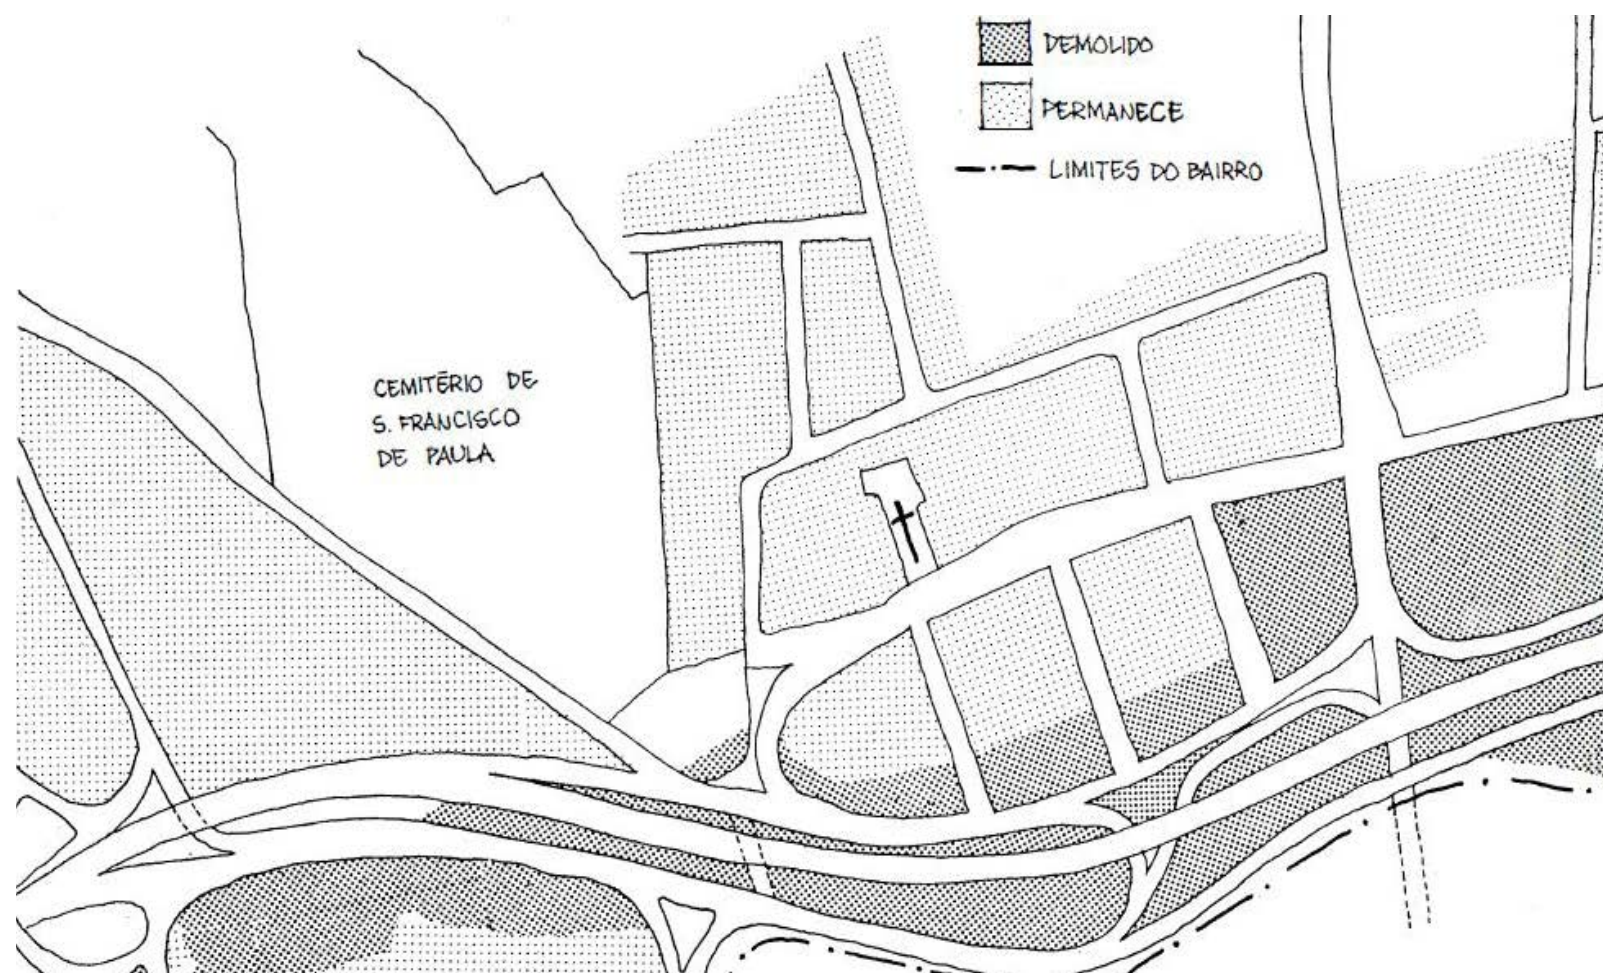 DEMOLIDO
PERMANECE
LIMITES DO BAIRRO
CEMITÉRIO DE
S. FRANCISCO
DE PAULA